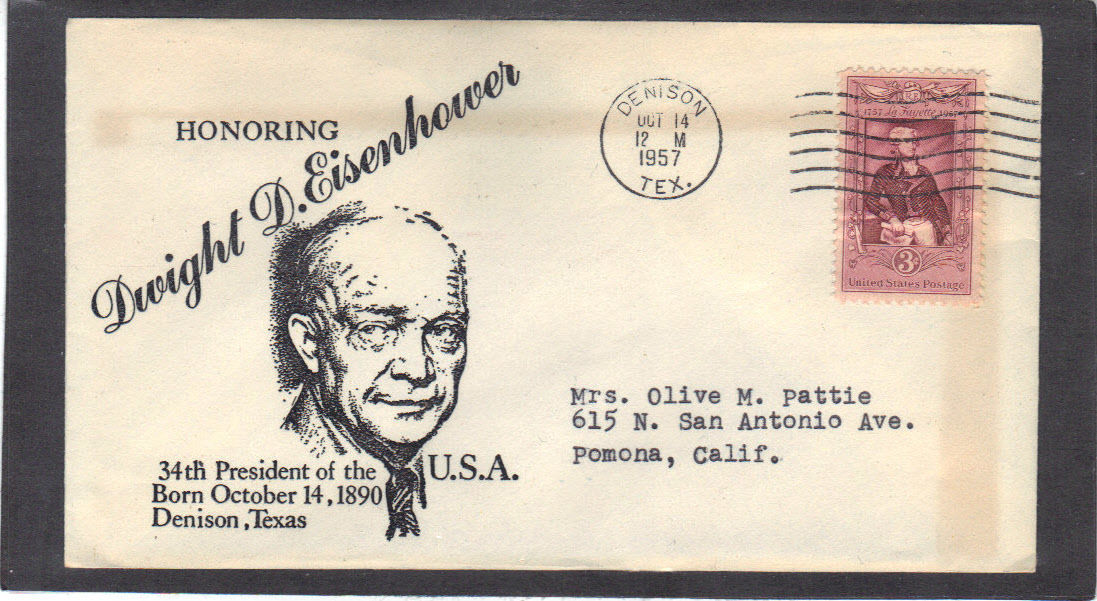 HONORING
Dwight D. Eisenhower
34th President of the U.S.A.
Born October 14, 1890
Denison, Texas
DENISON
OCT 14
12 M
1957
TEX.
1757 La Fayette 1957
3¢
United States Postage
Mrs. Olive M. Pattie
615 N. San Antonio Ave.
Pomona, Calif.